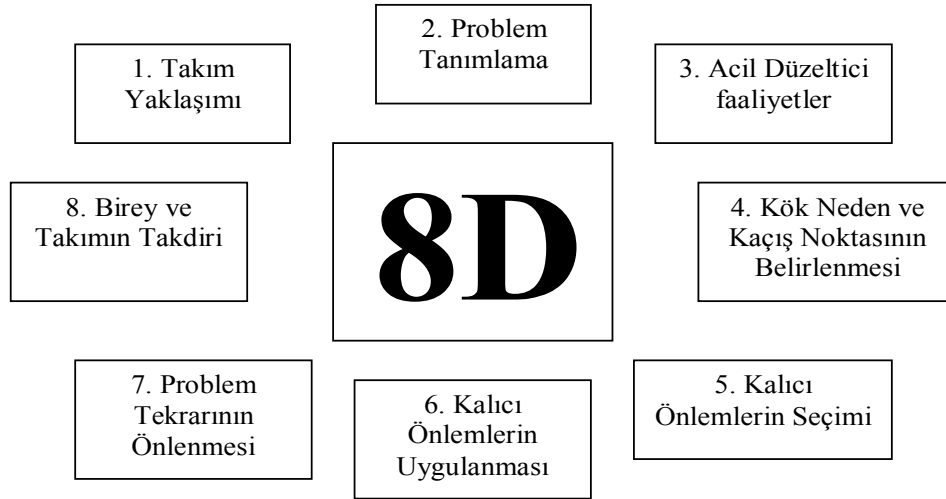 1. Takım
Yaklaşımı
2. Problem
Tanımlama
3. Acil Düzeltici
faaliyetler
4. Kök Neden ve
Kaçış Noktasının
Belirlenmesi
5. Kalıcı
Önlemlerin Seçimi
6. Kalıcı
Önlemlerin
Uygulanması
7. Problem
Tekrarının
Önlenmesi
8. Birey ve
Takımın Takdiri
8D